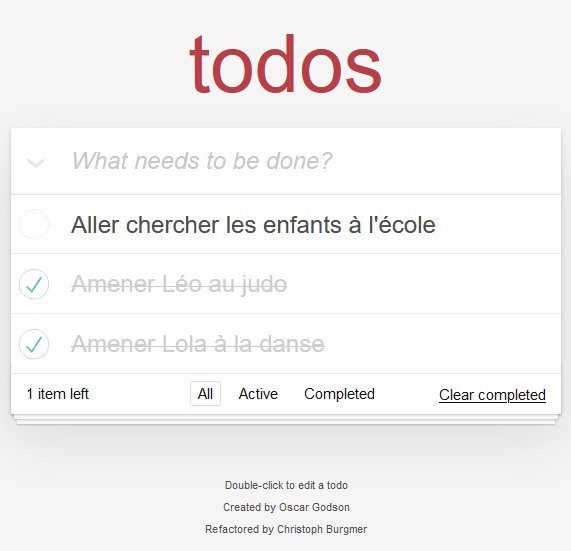 todos
What needs to be done?
Aller chercher les enfants à l'école
Amener Léo au judo
Amener Lola à la danse
1 item left All Active Completed Clear completed
Double-click to edit a todo
Created by Oscar Godson
Refactored by Christoph Burgmer